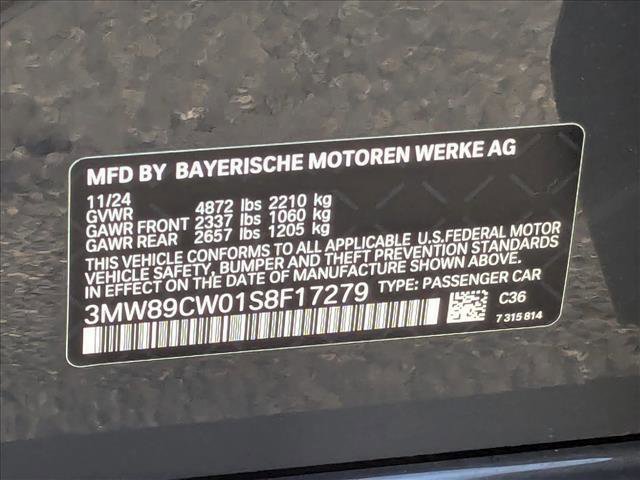 MFD BY BAYERISCHE MOTOREN WERKE AG
11/24
GVWR 4872 lbs 2210 kg
GAWR FRONT 2337 lbs 1060 kg
GAWR REAR 2657 lbs 1205 kg
THIS VEHICLE CONFORMS TO ALL APPLICABLE U.S.FEDERAL MOTOR
VEHICLE SAFETY, BUMPER AND THEFT PREVENTION STANDARDS
IN EFFECT ON THE DATE OF MANUFACTURE SHOWN ABOVE.
3MW89CW01S8F17279 TYPE: PASSENGER CAR
C36
7 315 814